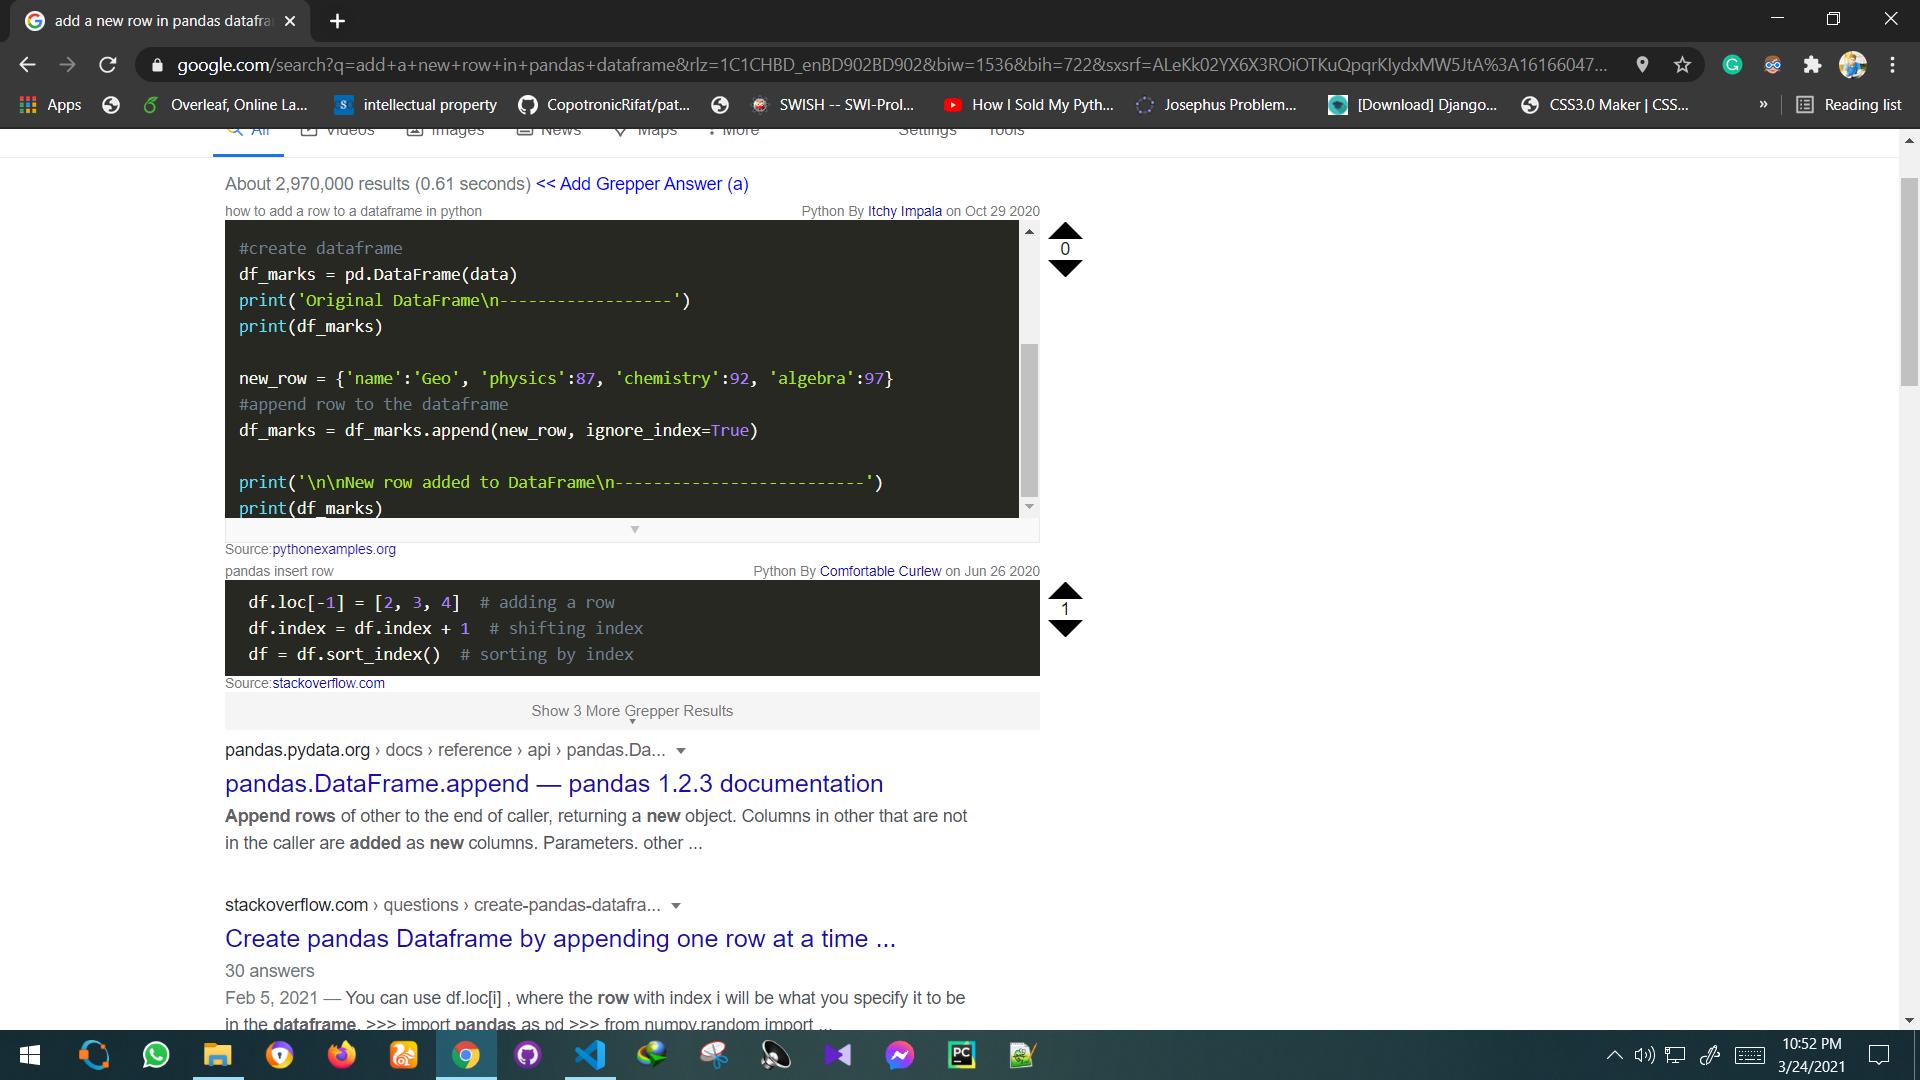 add a new row in pandas datafra
google.com/search?q=add+a+new+row+in+pandas+dataframe&rlz=1C1CHBD_enBD902BD902&biw=1536&bih=722&sxsrf=ALeKk02YX6X3ROiOTKuQpqrKIydxMW5JtA%3A16166047...
Apps Overleaf, Online La... intellectual property CopotronicRifat/pat... SWISH -- SWI-Prol... How I Sold My Pyth... Josephus Problem... [Download] Django... CSS3.0 Maker | CSS... » Reading list
All Videos Images News Maps More Settings Tools
About 2,970,000 results (0.61 seconds) << Add Grepper Answer (a)
how to add a row to a dataframe in python Python By Itchy Impala on Oct 29 2020
#create dataframe
df_marks = pd.DataFrame(data)
print('Original DataFrame\n------------------')
print(df_marks)
new_row = {'name':'Geo', 'physics':87, 'chemistry':92, 'algebra':97}
#append row to the dataframe
df_marks = df_marks.append(new_row, ignore_index=True)
print('\n\nNew row added to DataFrame\n--------------------------')
print(df_marks)
0
Source:pythonexamples.org
pandas insert row Python By Comfortable Curlew on Jun 26 2020
df.loc[-1] = [2, 3, 4]  # adding a row
df.index = df.index + 1  # shifting index
df = df.sort_index()  # sorting by index
1
Source:stackoverflow.com
Show 3 More Grepper Results
pandas.pydata.org › docs › reference › api › pandas.Da...
pandas.DataFrame.append — pandas 1.2.3 documentation
Append rows of other to the end of caller, returning a new object. Columns in other that are not
in the caller are added as new columns. Parameters. other ...
stackoverflow.com › questions › create-pandas-datafra...
Create pandas Dataframe by appending one row at a time ...
30 answers
Feb 5, 2021 — You can use df.loc[i] , where the row with index i will be what you specify it to be
in the dataframe. >>> import pandas as pd >>> from numpy.random import ...
10:52 PM
3/24/2021